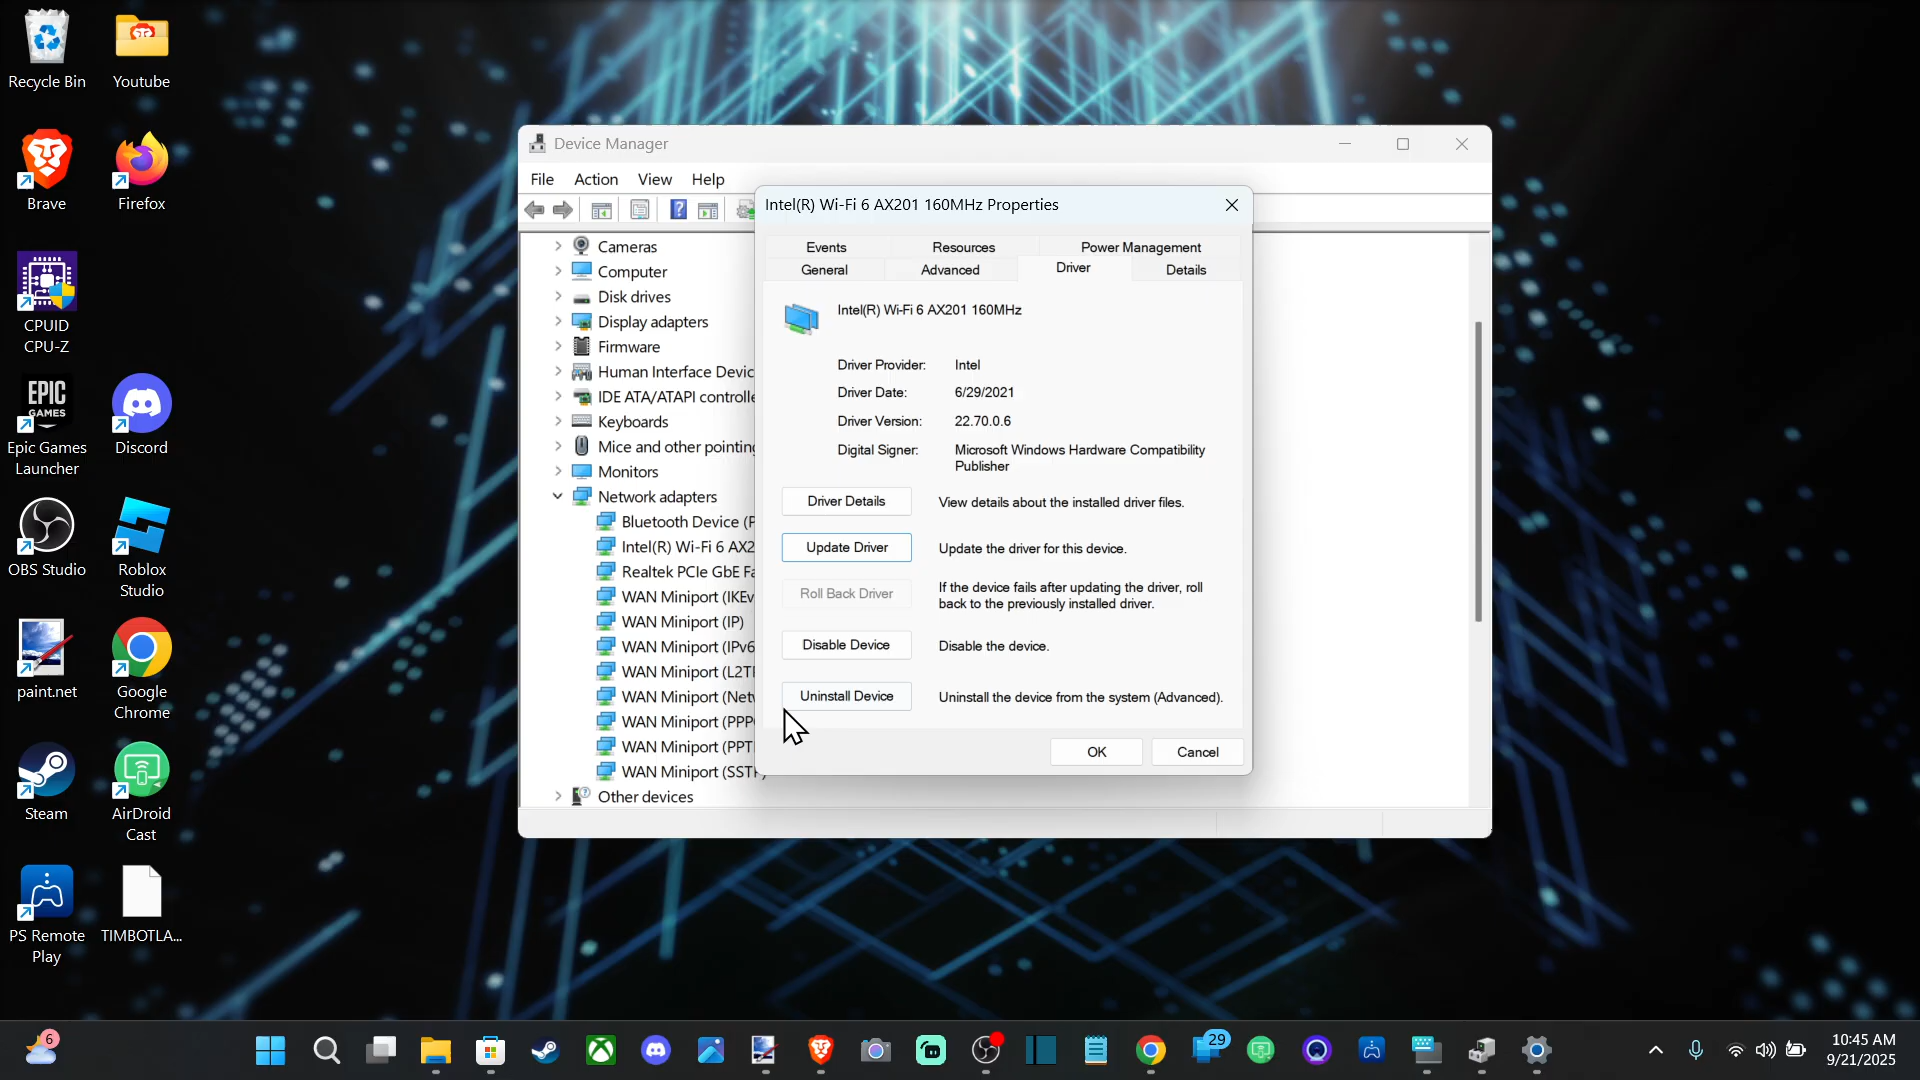 Recycle Bin
Youtube
Brave
Firefox
CPUID
CPU-Z
EPIC
GAMES
Epic Games
Launcher
Discord
OBS Studio
Roblox
Studio
paint.net
Google
Chrome
Steam
AirDroid
Cast
PS Remote
Play
TIMBOTLA...
Device Manager
File Action View Help
Cameras
Computer
Disk drives
Display adapters
Firmware
Human Interface Devic
IDE ATA/ATAPI controlle
Keyboards
Mice and other pointing
Monitors
Network adapters
Bluetooth Device (P
Intel(R) Wi-Fi 6 AX2
Realtek PCIe GbE Fa
WAN Miniport (IKEv
WAN Miniport (IP)
WAN Miniport (IPv6
WAN Miniport (L2TP
WAN Miniport (Netw
WAN Miniport (PPPO
WAN Miniport (PPTP
WAN Miniport (SSTP)
Other devices
Intel(R) Wi-Fi 6 AX201 160MHz Properties
Events Resources Power Management
General Advanced Driver Details
Intel(R) Wi-Fi 6 AX201 160MHz
Driver Provider: Intel
Driver Date: 6/29/2021
Driver Version: 22.70.0.6
Digital Signer: Microsoft Windows Hardware Compatibility
Publisher
Driver Details View details about the installed driver files.
Update Driver Update the driver for this device.
Roll Back Driver If the device fails after updating the driver, roll
back to the previously installed driver.
Disable Device Disable the device.
Uninstall Device Uninstall the device from the system (Advanced).
OK Cancel
6
29
10:45 AM
9/21/2025